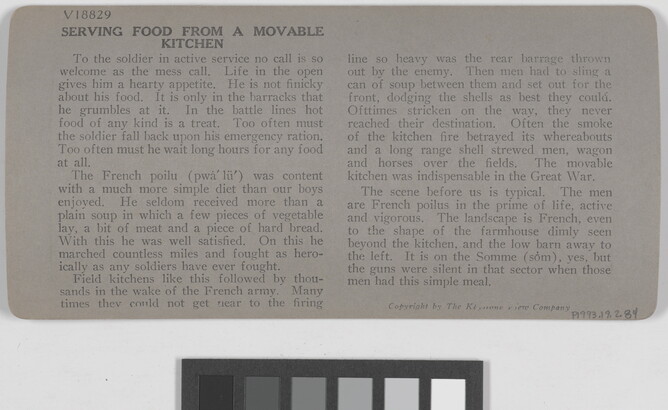 V18829
SERVING FOOD FROM A MOVABLE
KITCHEN
To the soldier in active service no call is so
welcome as the mess call. Life in the open
gives him a hearty appetite. He is not finicky
about his food. It is only in the barracks that
he grumbles at it. In the battle lines hot
food of any kind is a treat. Too often must
the soldier fall back upon his emergency ration.
Too often must he wait long hours for any food
at all.
The French poilu (pwä´ lü´) was content
with a much more simple diet than our boys
enjoyed. He seldom received more than a
plain soup in which a few pieces of vegetable
lay, a bit of meat and a piece of hard bread.
With this he was well satisfied. On this he
marched countless miles and fought as hero-
ically as any soldiers have ever fought.
Field kitchens like this followed by thou-
sands in the wake of the French army. Many
times they could not get near to the firing
line so heavy was the rear barrage thrown
out by the enemy. Then men had to sling a
can of soup between them and set out for the
front, dodging the shells as best they could.
Ofttimes stricken on the way, they never
reached their destination. Often the smoke
of the kitchen fire betrayed its whereabouts
and a long range shell strewed men, wagon
and horses over the fields. The movable
kitchen was indispensable in the Great War.
The scene before us is typical. The men
are French poilus in the prime of life, active
and vigorous. The landscape is French, even
to the shape of the farmhouse dimly seen
beyond the kitchen, and the low barn away to
the left. It is on the Somme (sôm), yes, but
the guns were silent in that sector when those
men had this simple meal.
Copyright by The Keystone View Company